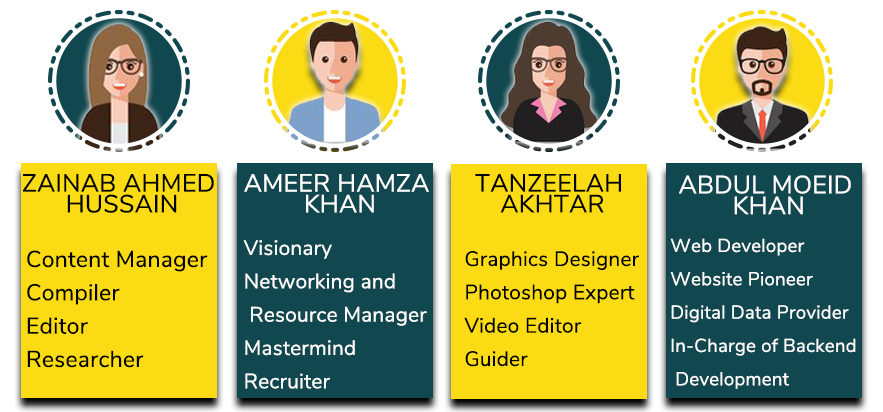 ZAINAB AHMED
HUSSAIN
Content Manager
Compiler
Editor
Researcher
AMEER HAMZA
KHAN
Visionary
Networking and
Resource Manager
Mastermind
Recruiter
TANZEELAH
AKHTAR
Graphics Designer
Photoshop Expert
Video Editor
Guider
ABDUL MOEID
KHAN
Web Developer
Website Pioneer
Digital Data Provider
In-Charge of Backend
Development